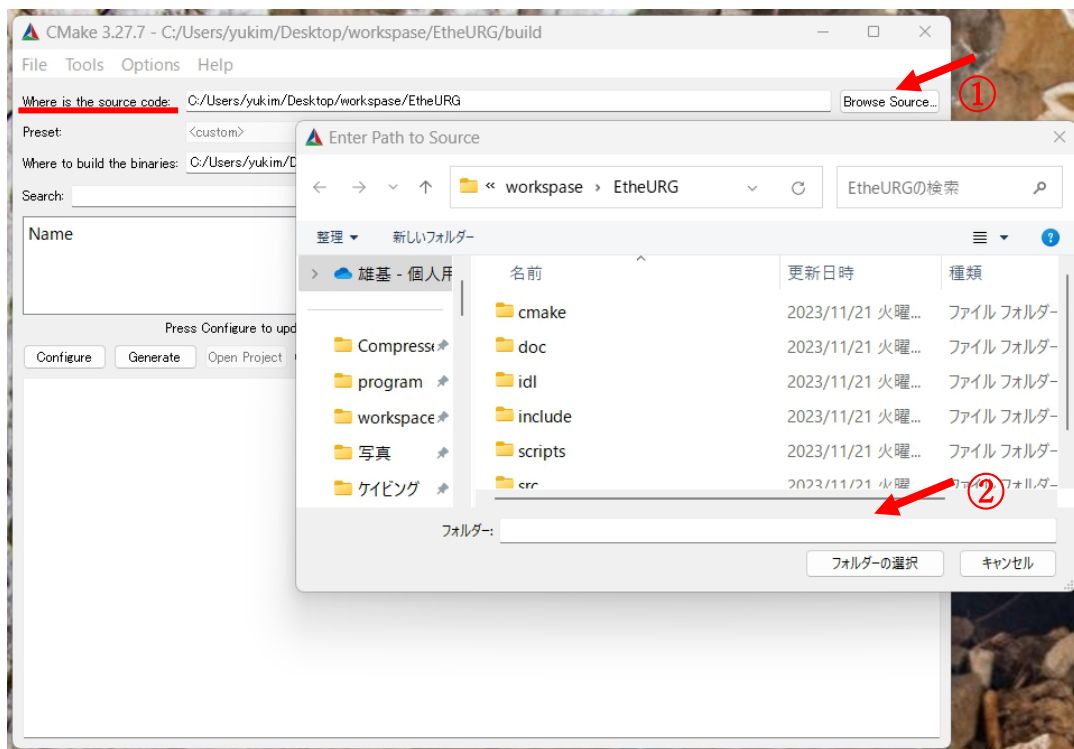 CMake 3.27.7 - C:/Users/yukim/Desktop/workspase/EtheURG/build
File Tools Options Help
Where is the source code: C:/Users/yukim/Desktop/workspase/EtheURG Browse Source...
①
Preset: <custom>
Where to build the binaries: C:/Users/yukim/D
Search:
Name
Press Configure to upd
Configure Generate Open Project
Enter Path to Source
« workspase › EtheURG EtheURGの検索
整理 新しいフォルダー
雄基 - 個人用 名前 更新日時 種類
cmake 2023/11/21 火曜... ファイル フォルダー
Compresse doc 2023/11/21 火曜... ファイル フォルダー
program idl 2023/11/21 火曜... ファイル フォルダー
workspace include 2023/11/21 火曜... ファイル フォルダー
写真 scripts 2023/11/21 火曜... ファイル フォルダー
ケイビング src 2023/11/21 火曜 ファイル フォルダー
②
フォルダー:
フォルダーの選択 キャンセル